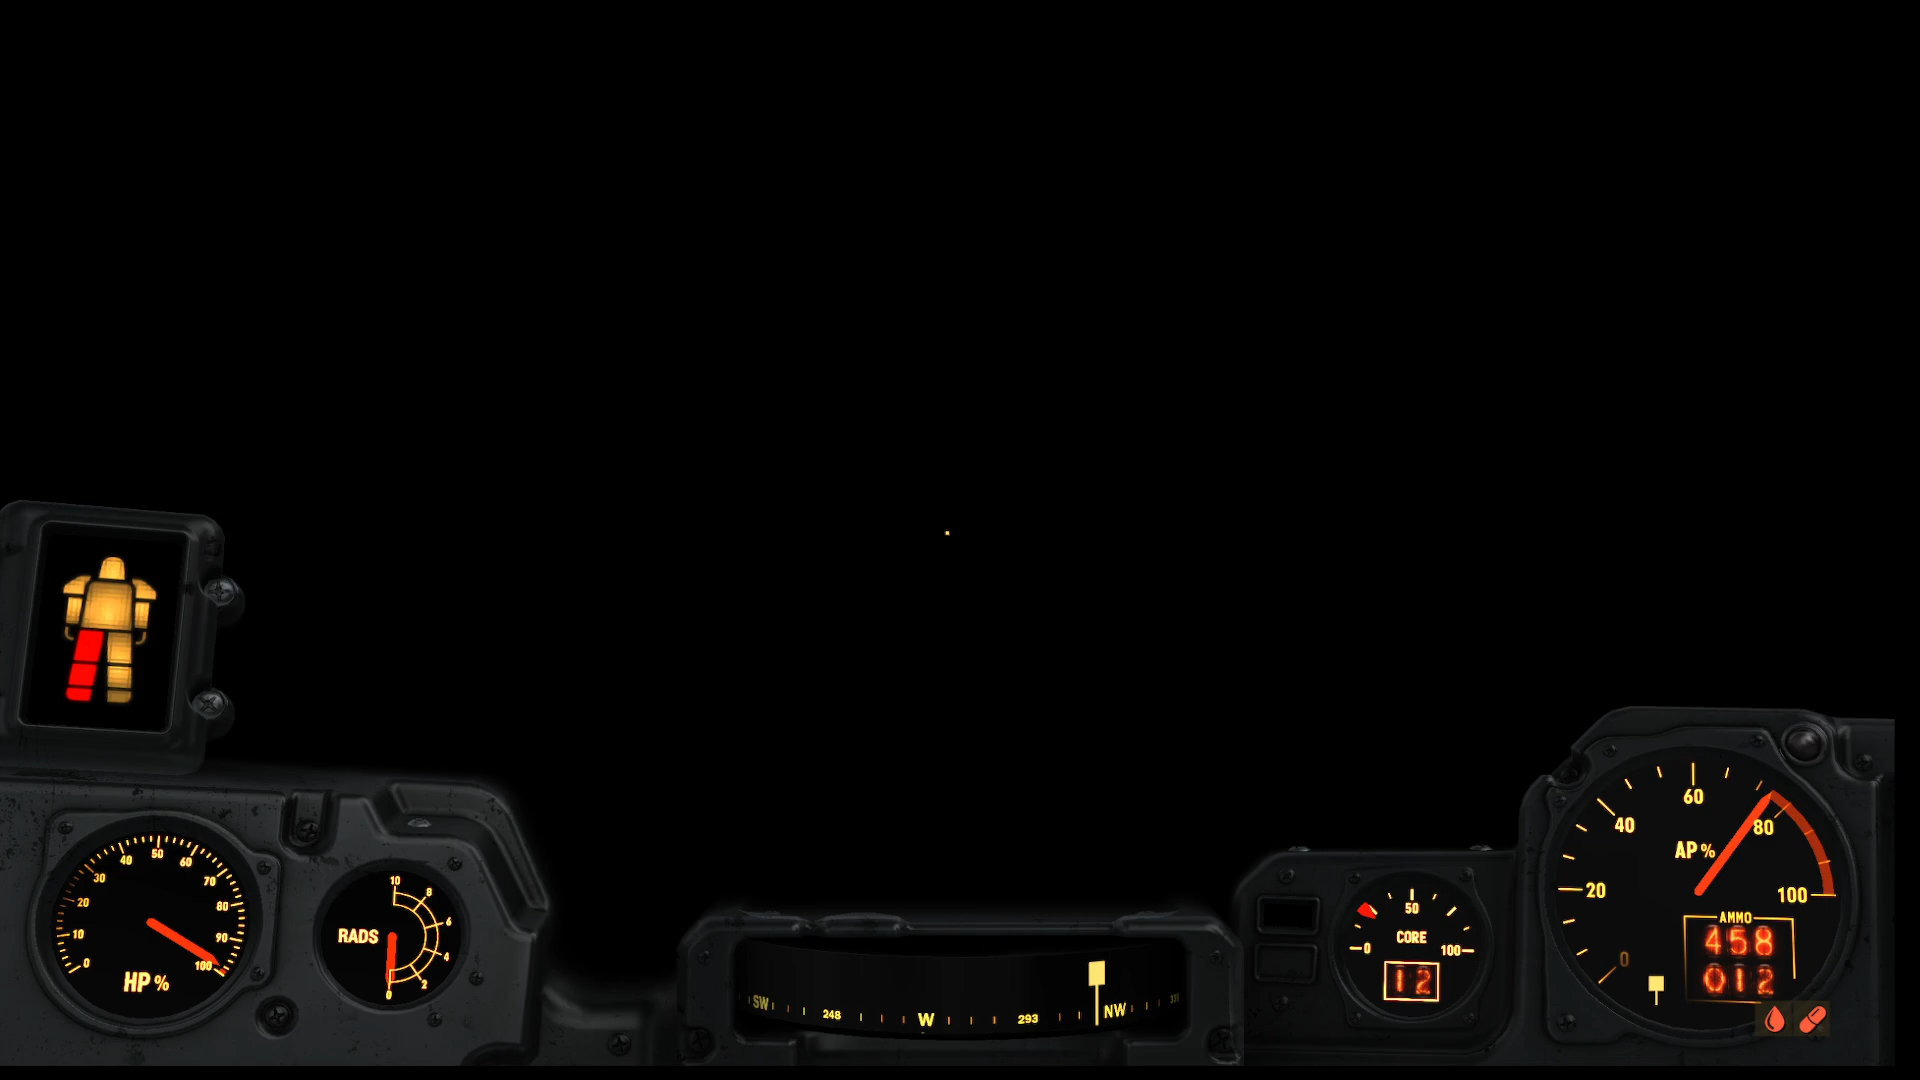 0 10 20 30 40 50 60 70 80 90 100
HP %
10 8 6 4 2 0
RADS
SW 248 W 293 NW
0 50 100
CORE
12
0 20 40 60 80 100
AP %
AMMO
458
012